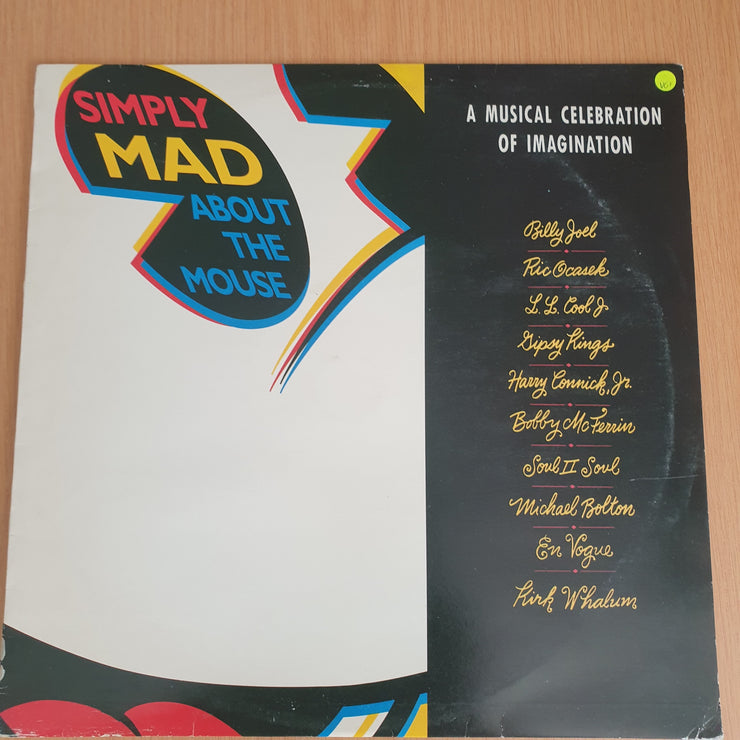 SIMPLY
MAD
ABOUT
THE
MOUSE
A MUSICAL CELEBRATION
OF IMAGINATION
Billy Joel
Ric Ocasek
L. L. Cool J
Gipsy Kings
Harry Connick, Jr.
Bobby McFerrin
Soul II Soul
Michael Bolton
En Vogue
Kirk Whalum